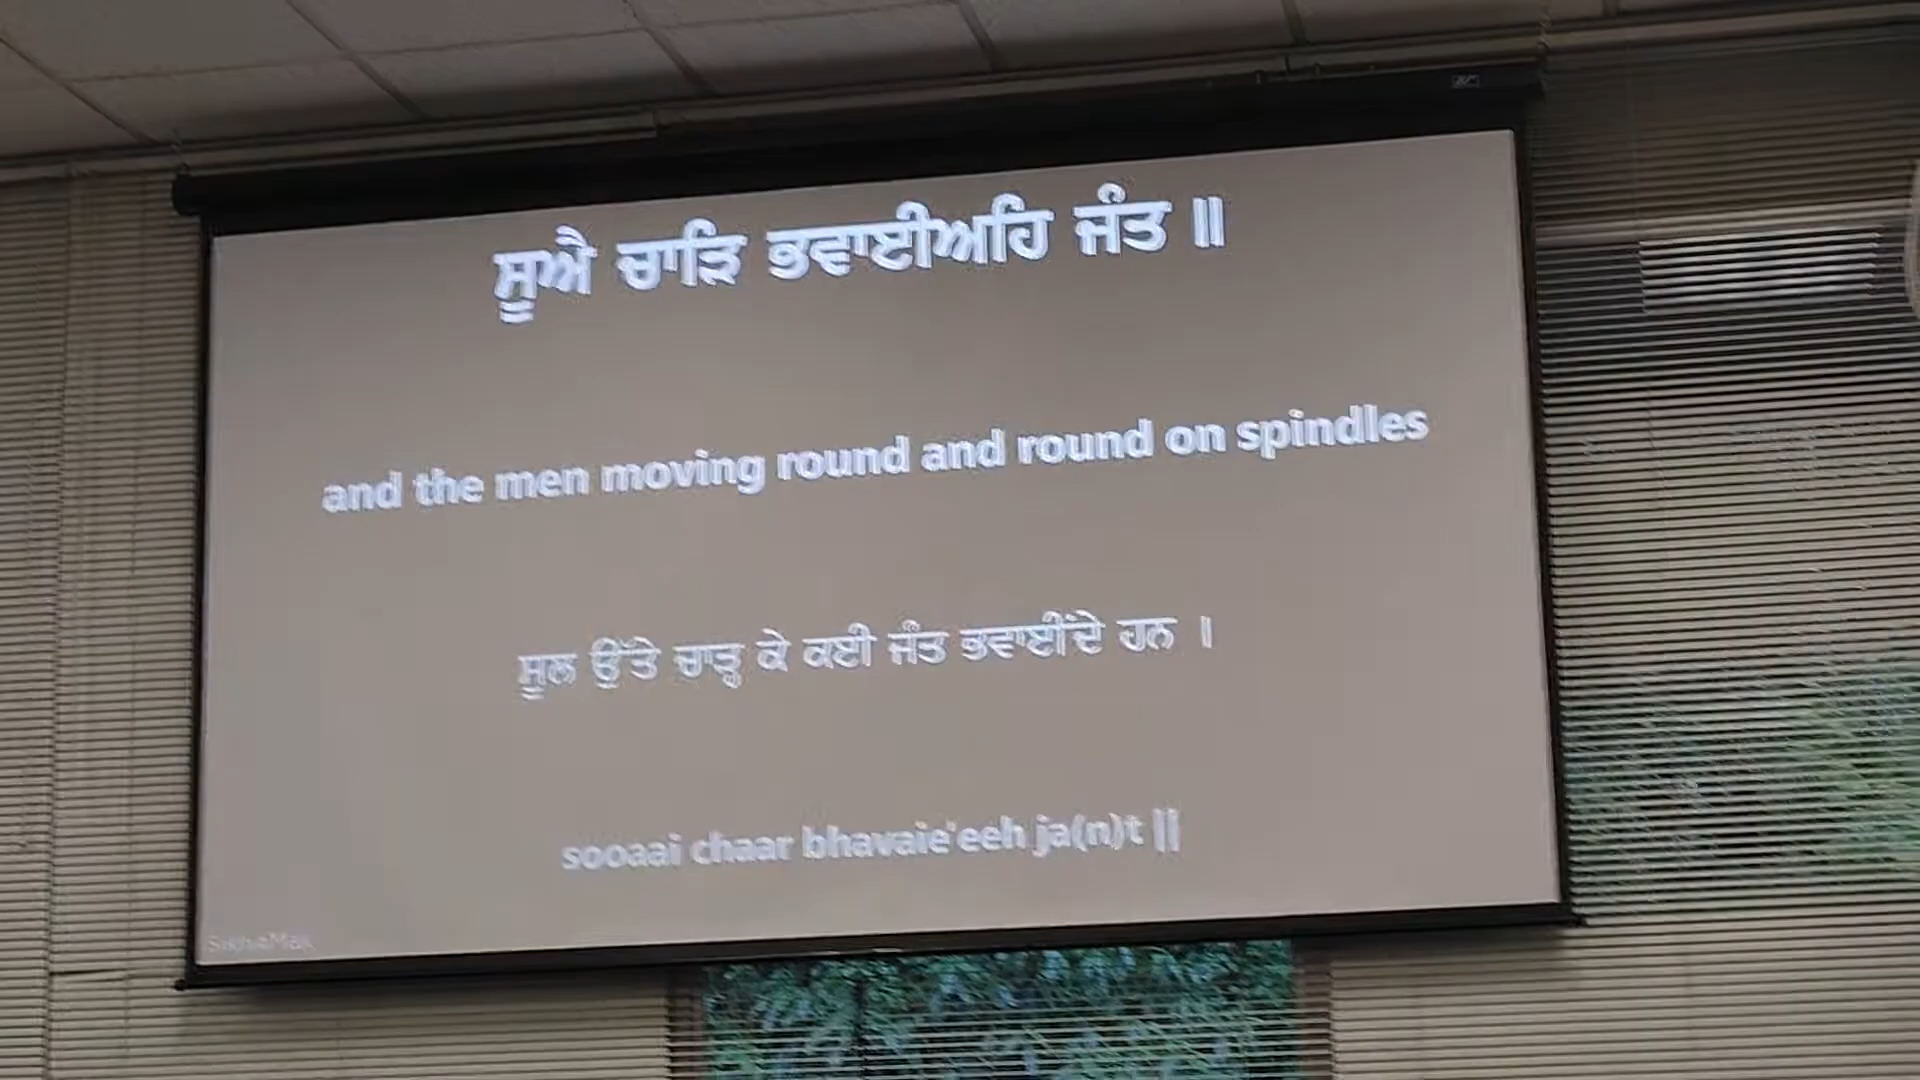 ਸੂਐ ਚਾੜਿ ਭਵਾਈਅਹਿ ਜੰਤ ॥
and the men moving round and round on spindles
ਸੂਲ ਉੱਤੇ ਚਾੜ੍ਹ ਕੇ ਕਈ ਜੰਤ ਭਵਾਈਂਦੇ ਹਨ ।
sooaai chaar bhavaie'eeh ja(n)t ||
SikhiToMax